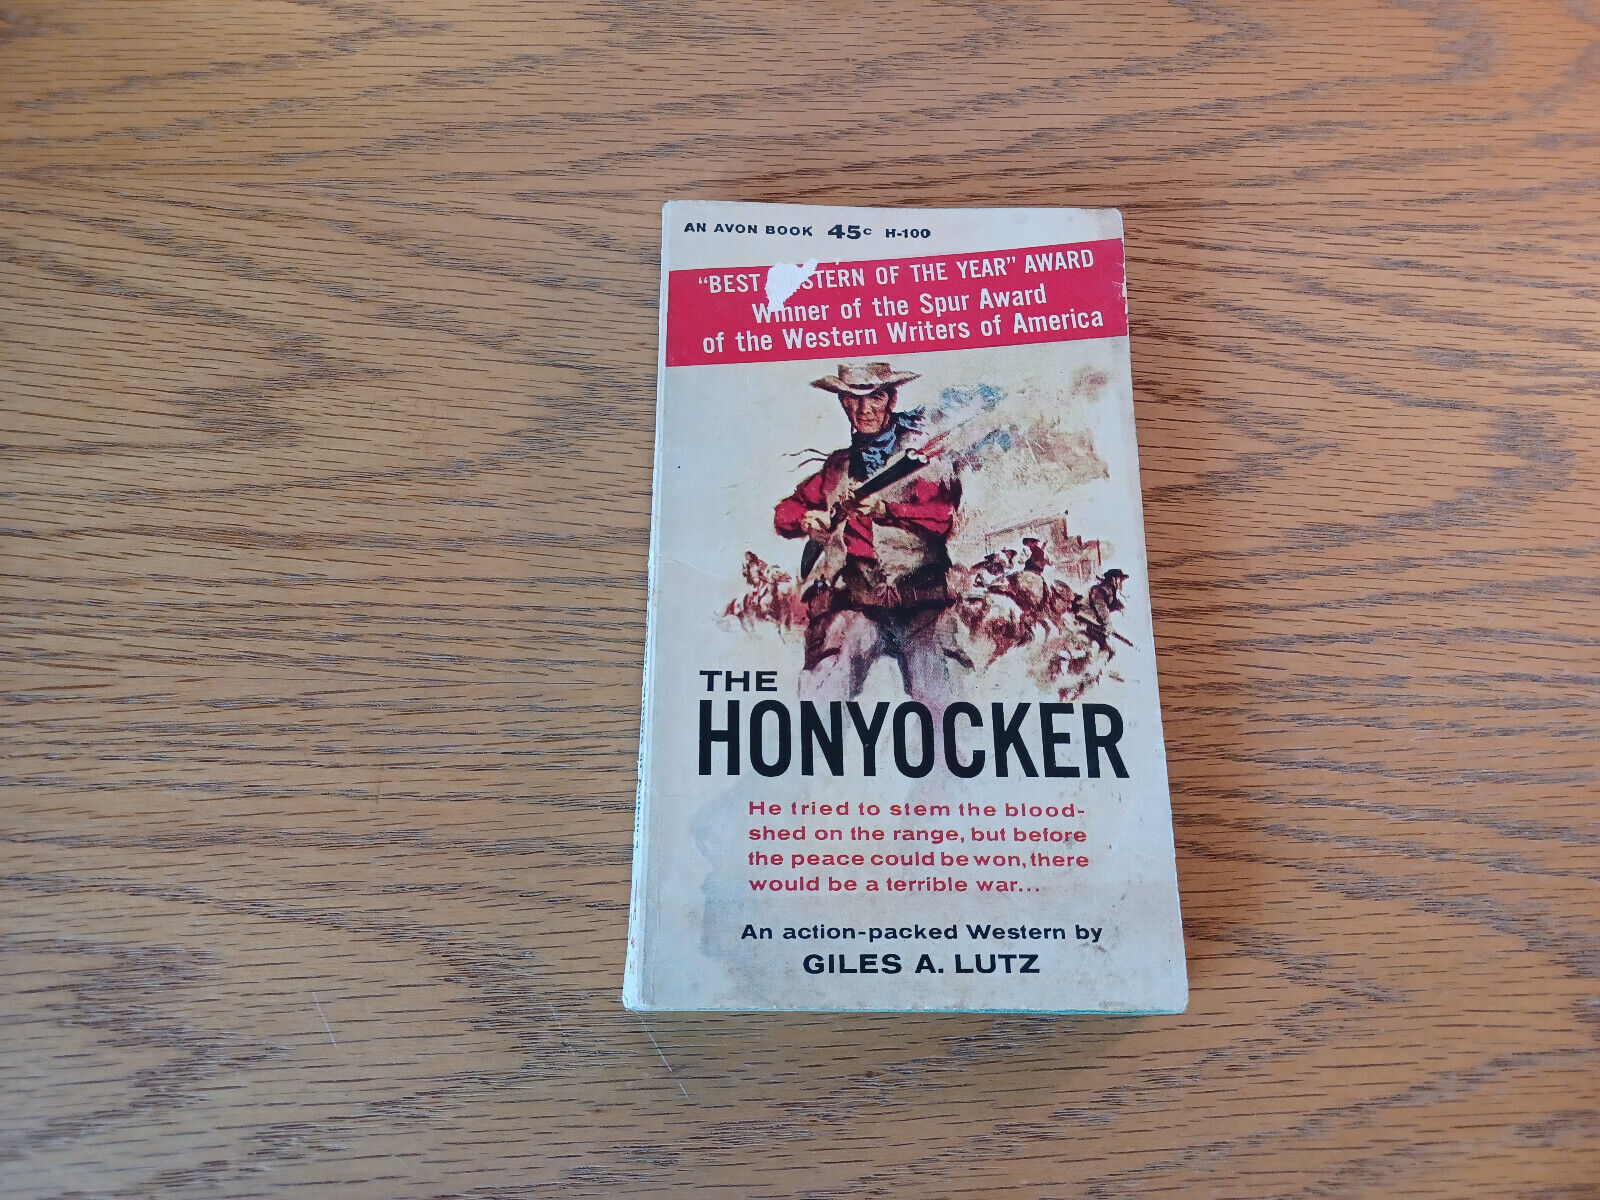 AN AVON BOOK 45c H-100
"BEST STERN OF THE YEAR" AWARD
Winner of the Spur Award
of the Western Writers of America
THE
HONYOCKER
He tried to stem the blood-
shed on the range, but before
the peace could be won, there
would be a terrible war...
An action-packed Western by
GILES A. LUTZ